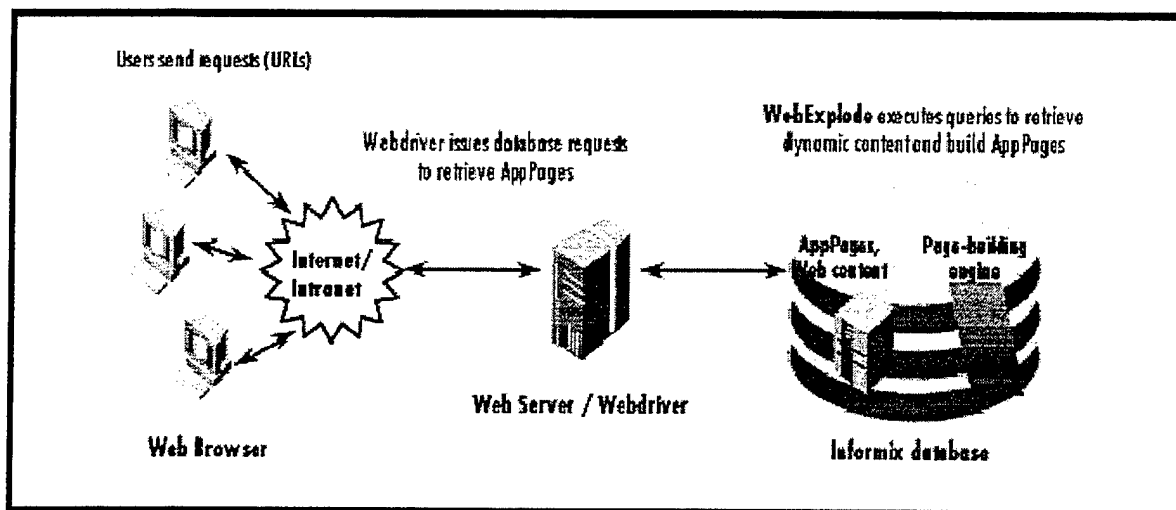 Users send requests (URLs)
Webdriver issues database requests
to retrieve AppPages
WebExplode executes queries to retrieve
dynamic content and build AppPages
Internet/
Intranet
AppPages,
Web content
Page-building
engine
Web Server / Webdriver
Web Browser
Informix database